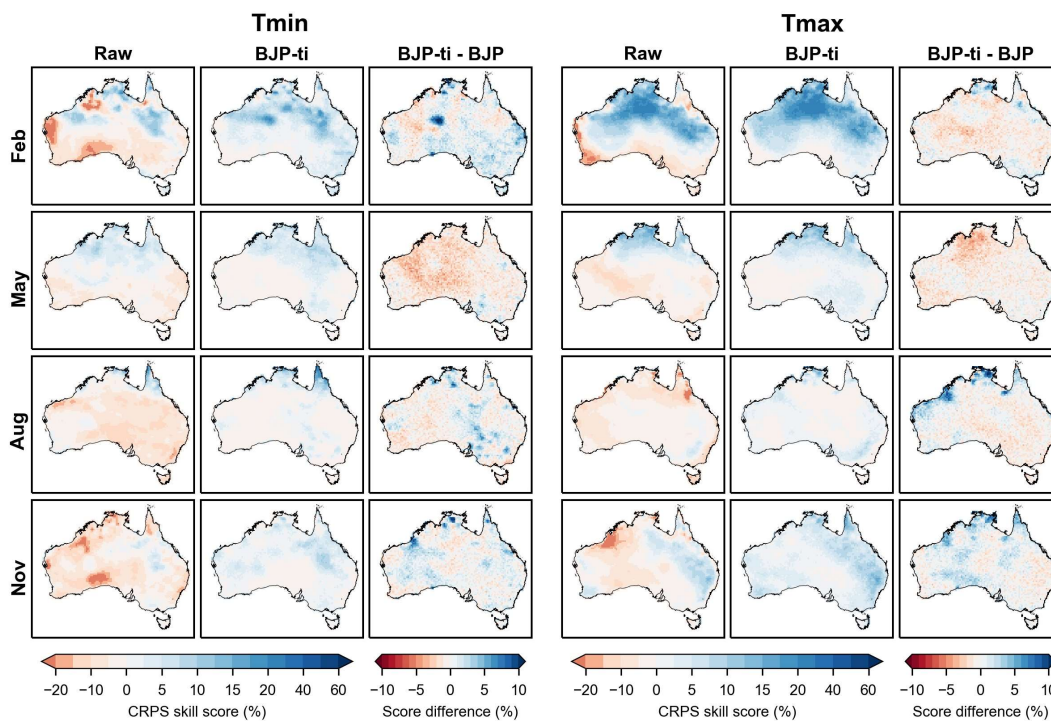 Tmin Tmax
Raw BJP-ti BJP-ti - BJP Raw BJP-ti BJP-ti - BJP
Feb
May
Aug
Nov
−20 −10 0 5 10 15 20 40 60 −10 −5 0 5 10 −20 −10 0 5 10 15 20 40 60 −10 −5 0 5 10
CRPS skill score (%) Score difference (%) CRPS skill score (%) Score difference (%)